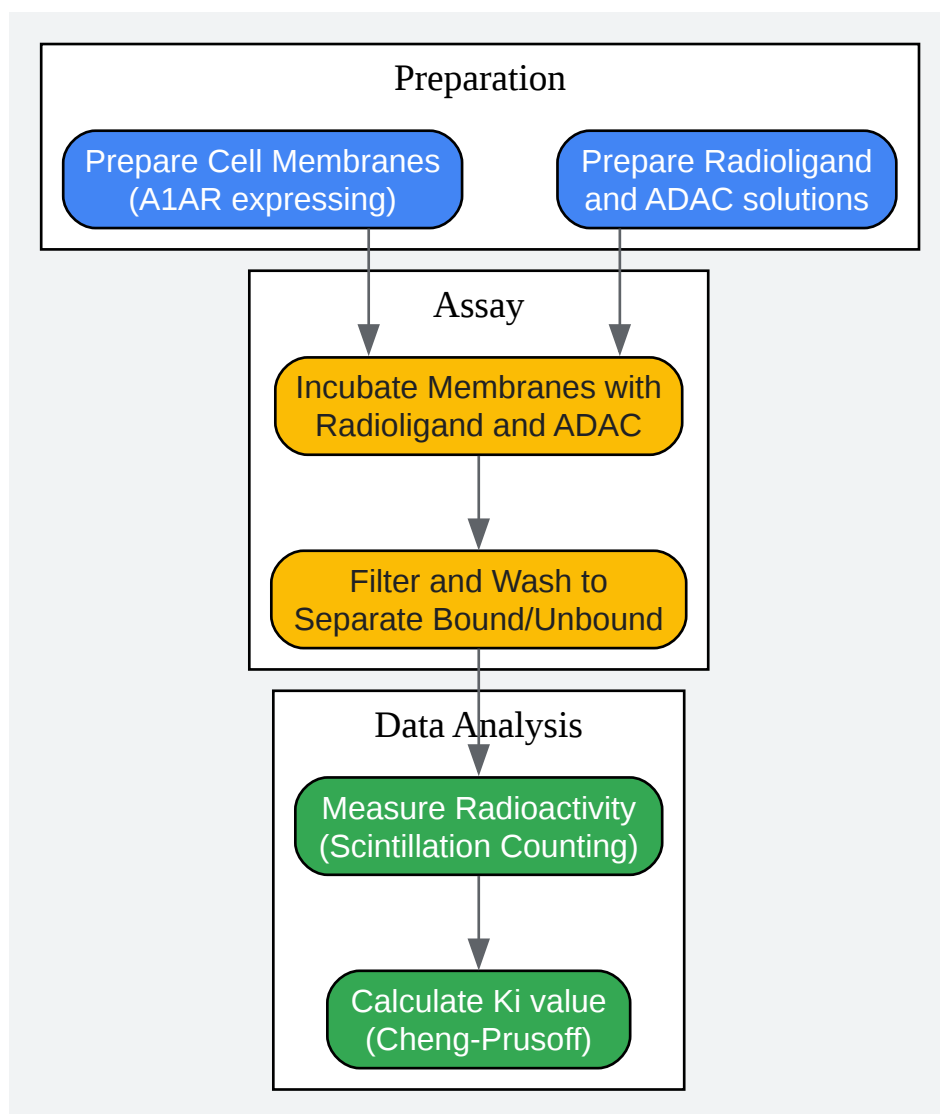 Preparation
Prepare Cell Membranes
(A1AR expressing)
Prepare Radioligand
and ADAC solutions
Assay
Incubate Membranes with
Radioligand and ADAC
Filter and Wash to
Separate Bound/Unbound
Data Analysis
Measure Radioactivity
(Scintillation Counting)
Calculate Ki value
(Cheng-Prusoff)